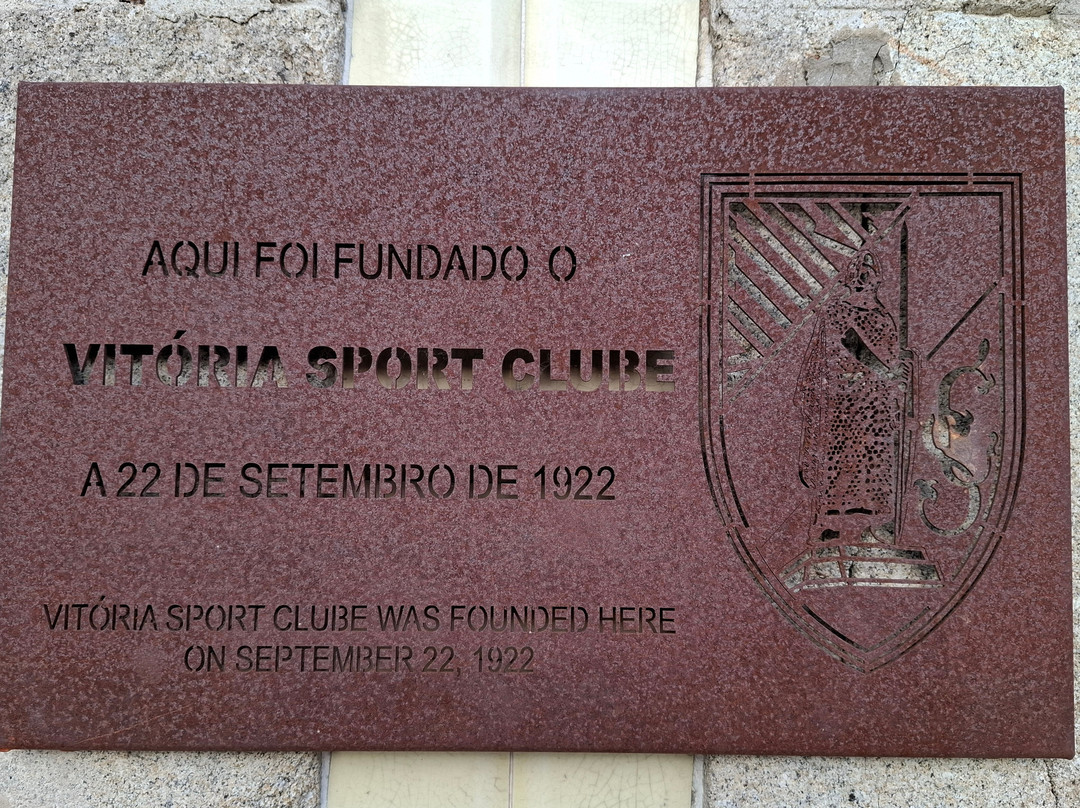 AQUI FOI FUNDADO O
VITÓRIA SPORT CLUBE
A 22 DE SETEMBRO DE 1922
VITÓRIA SPORT CLUBE WAS FOUNDED HERE
ON SEPTEMBER 22, 1922
VITÓRIA